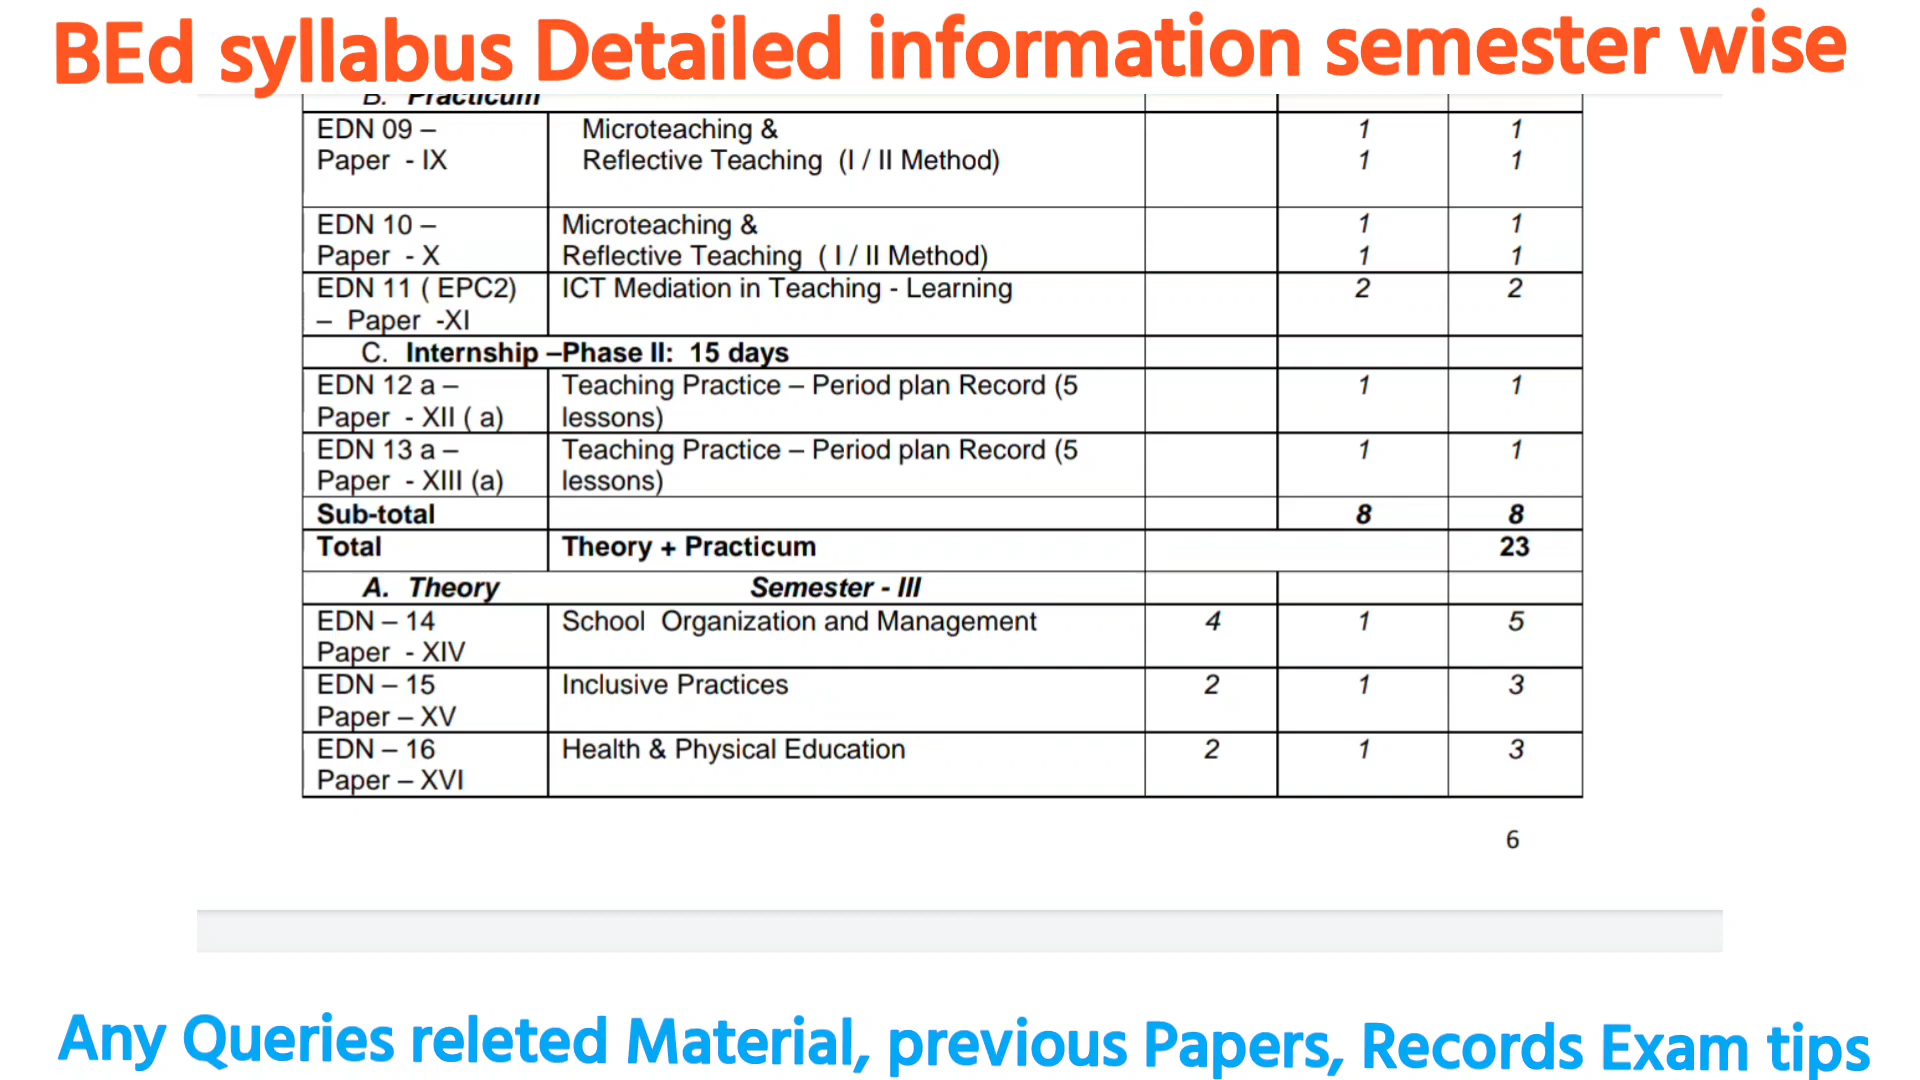 BEd syllabus Detailed information semester wise
B. Practicum
EDN 09 – Microteaching & 1 1
Paper - IX Reflective Teaching (I / II Method) 1 1
EDN 10 – Microteaching & 1 1
Paper - X Reflective Teaching ( I / II Method) 1 1
EDN 11 ( EPC2) ICT Mediation in Teaching - Learning 2 2
– Paper -XI
C. Internship –Phase II: 15 days
EDN 12 a – Teaching Practice – Period plan Record (5 1 1
Paper - XII ( a) lessons)
EDN 13 a – Teaching Practice – Period plan Record (5 1 1
Paper - XIII (a) lessons)
Sub-total 8 8
Total Theory + Practicum 23
A. Theory Semester - III
EDN – 14 School Organization and Management 4 1 5
Paper - XIV
EDN – 15 Inclusive Practices 2 1 3
Paper – XV
EDN – 16 Health & Physical Education 2 1 3
Paper – XVI
6
Any Queries releted Material, previous Papers, Records Exam tips